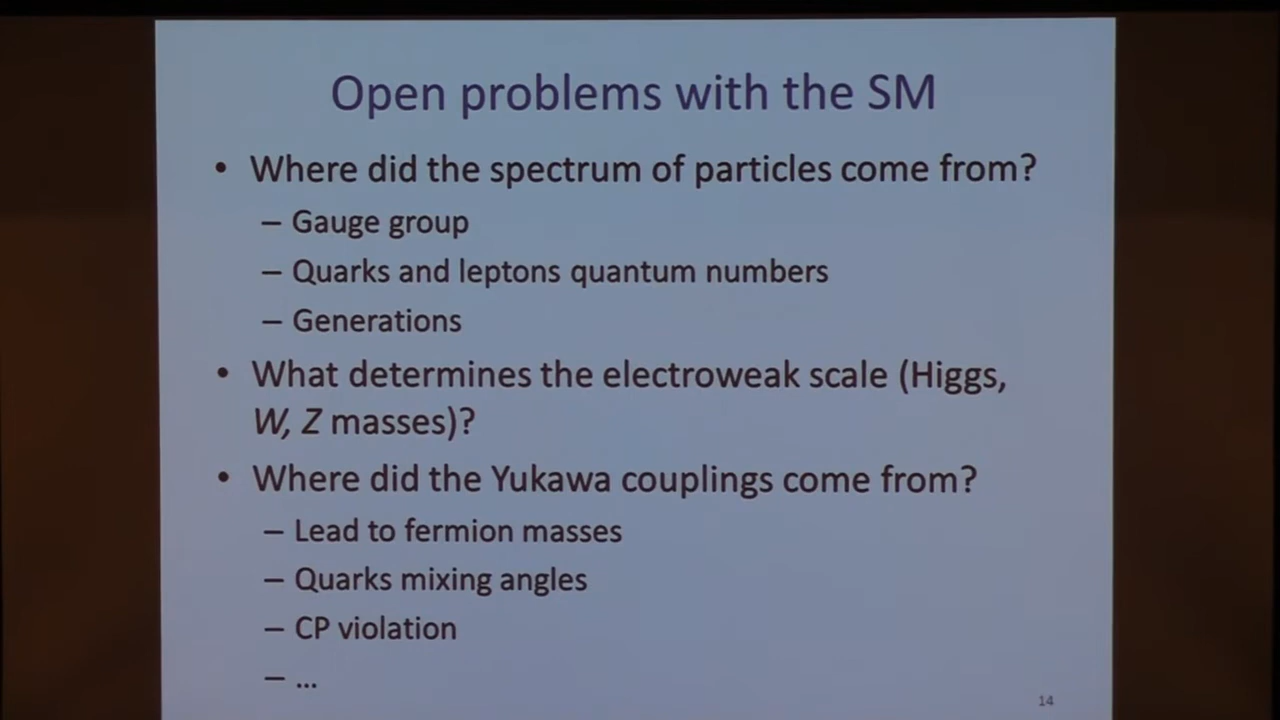 Open problems with the SM
• Where did the spectrum of particles come from?
– Gauge group
– Quarks and leptons quantum numbers
– Generations
• What determines the electroweak scale (Higgs,
W, Z masses)?
• Where did the Yukawa couplings come from?
– Lead to fermion masses
– Quarks mixing angles
– CP violation
– ...
14